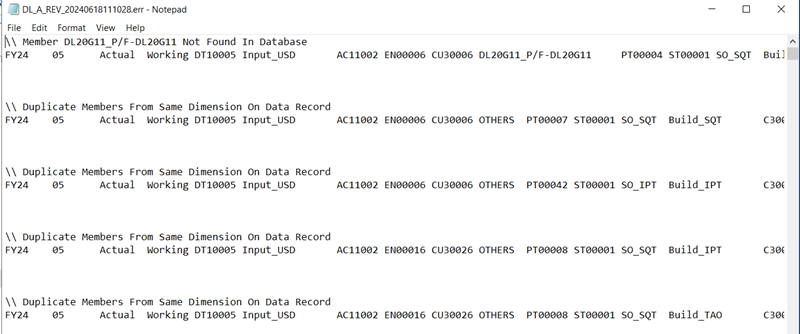 DL_A_REV_20240618111028.err - Notepad
File Edit Format View Help
\\ Member DL20G11_P/F-DL20G11 Not Found In Database
FY24 05 Actual Working DT10005 Input_USD AC11002 EN00006 CU30006 DL20G11_P/F-DL20G11 PT00004 ST00001 SO_SQT Buil
\\ Duplicate Members From Same Dimension On Data Record
FY24 05 Actual Working DT10005 Input_USD AC11002 EN00006 CU30006 OTHERS PT00007 ST00001 SO_SQT Build_SQT C300
\\ Duplicate Members From Same Dimension On Data Record
FY24 05 Actual Working DT10005 Input_USD AC11002 EN00006 CU30006 OTHERS PT00042 ST00001 SO_IPT Build_IPT C300
\\ Duplicate Members From Same Dimension On Data Record
FY24 05 Actual Working DT10005 Input_USD AC11002 EN00016 CU30026 OTHERS PT00008 ST00001 SO_SQT Build_IPT C300
\\ Duplicate Members From Same Dimension On Data Record
FY24 05 Actual Working DT10005 Input_USD AC11002 EN00016 CU30026 OTHERS PT00008 ST00001 SO_SQT Build_TAO C300